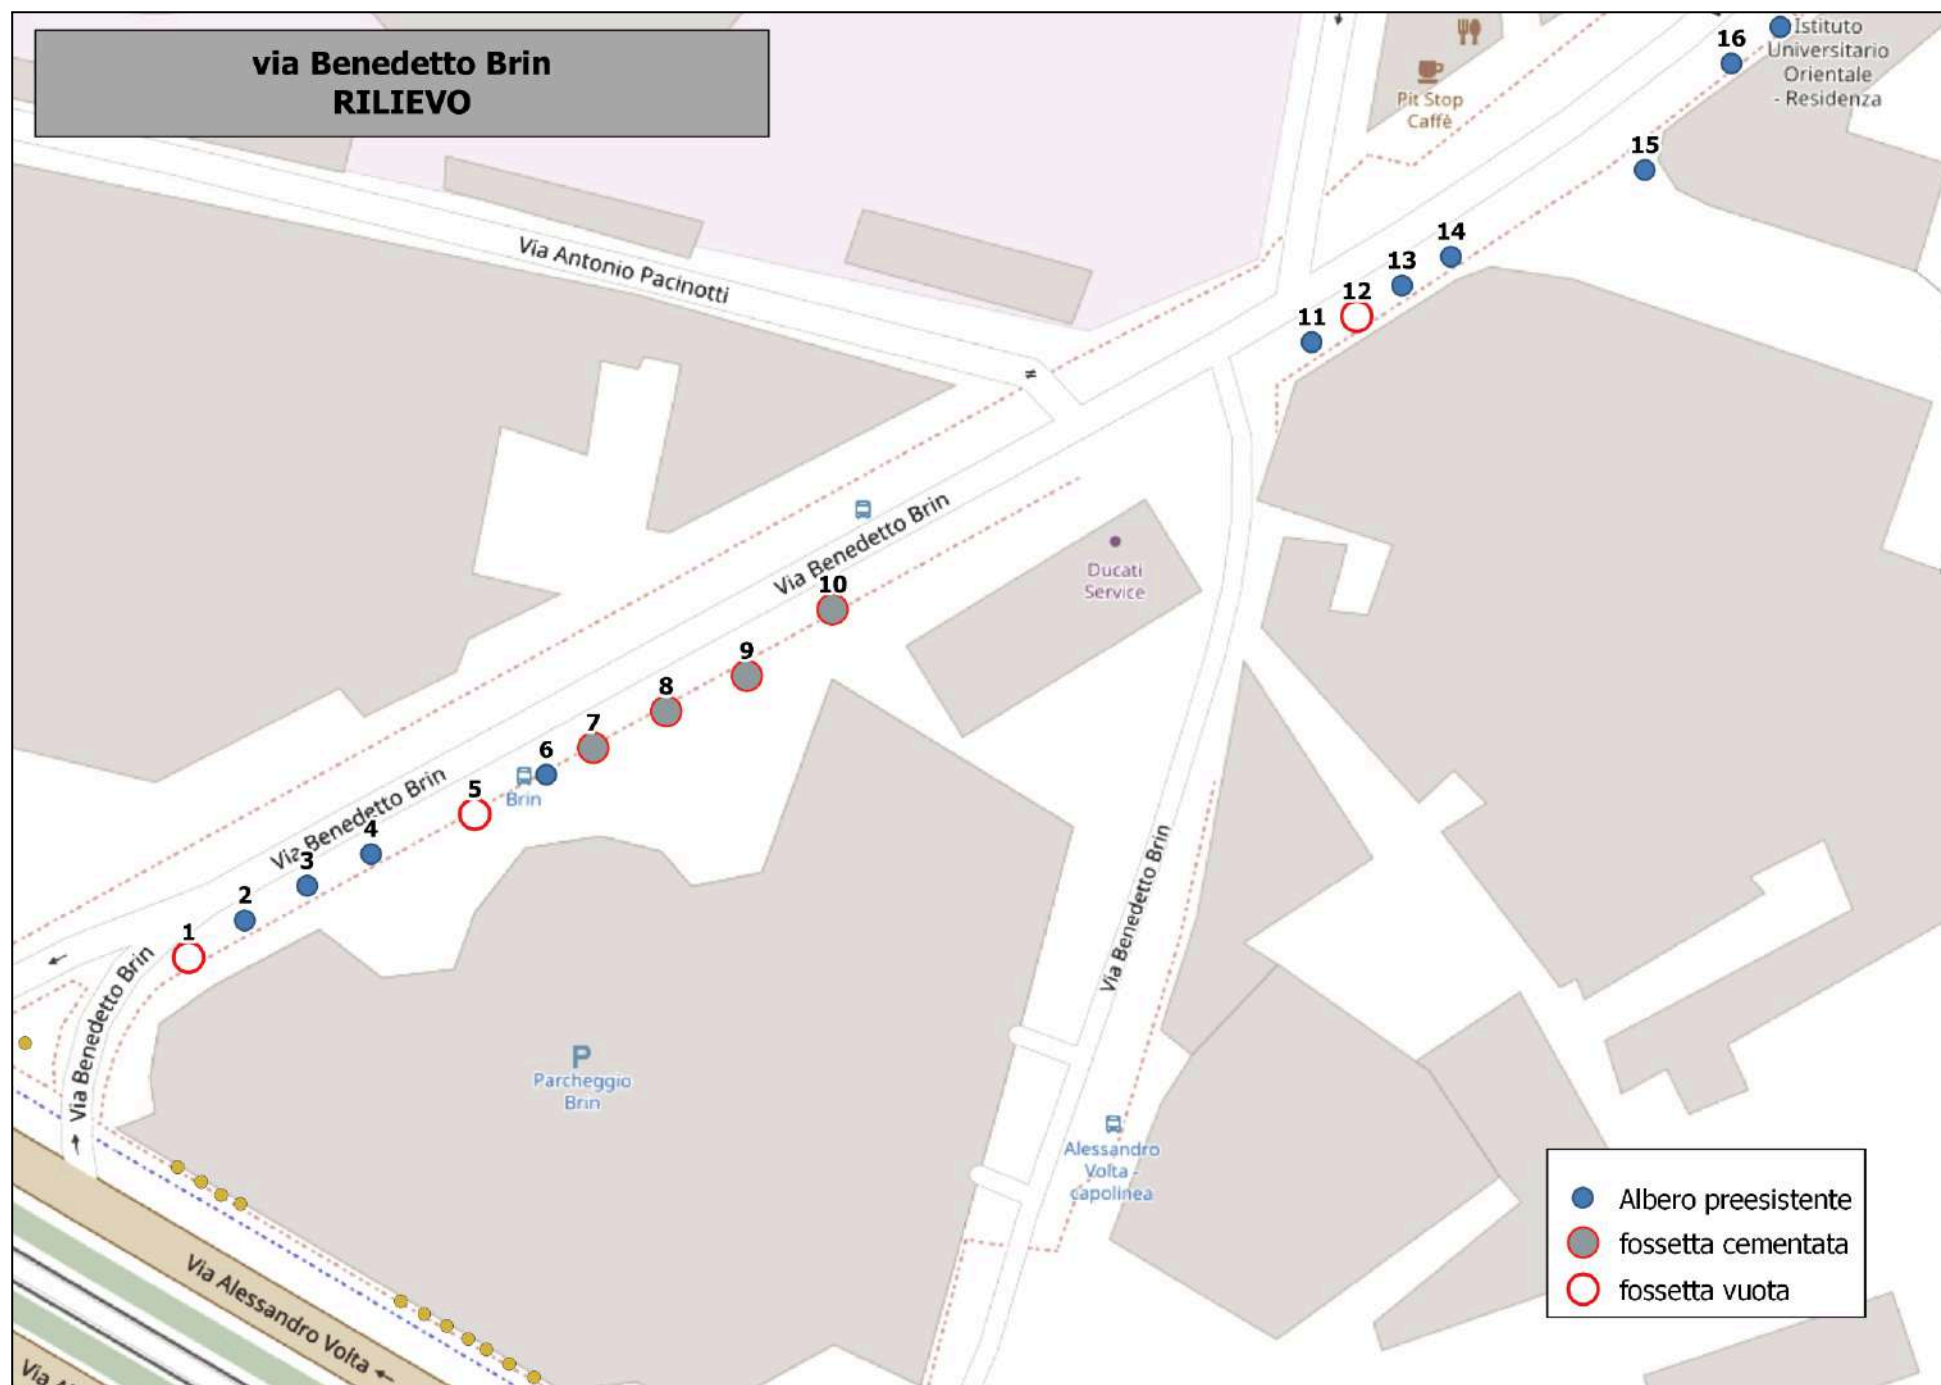 via Benedetto Brin
RILIEVO
Istituto
Universitario
Orientale
- Residenza
16
Pit Stop
Caffè
15
Via Antonio Pacinotti
14
13
12
11
Via Benedetto Brin
10
Ducati
Service
9
8
7
6
5
Brin
Via Benedetto Brin
4
3
2
1
Via Benedetto Brin
Via Benedetto Brin
P
Parcheggio
Brin
Alessandro
Volta -
capolinea
Via Alessandro Volta
Via
Albero preesistente
fossetta cementata
fossetta vuota